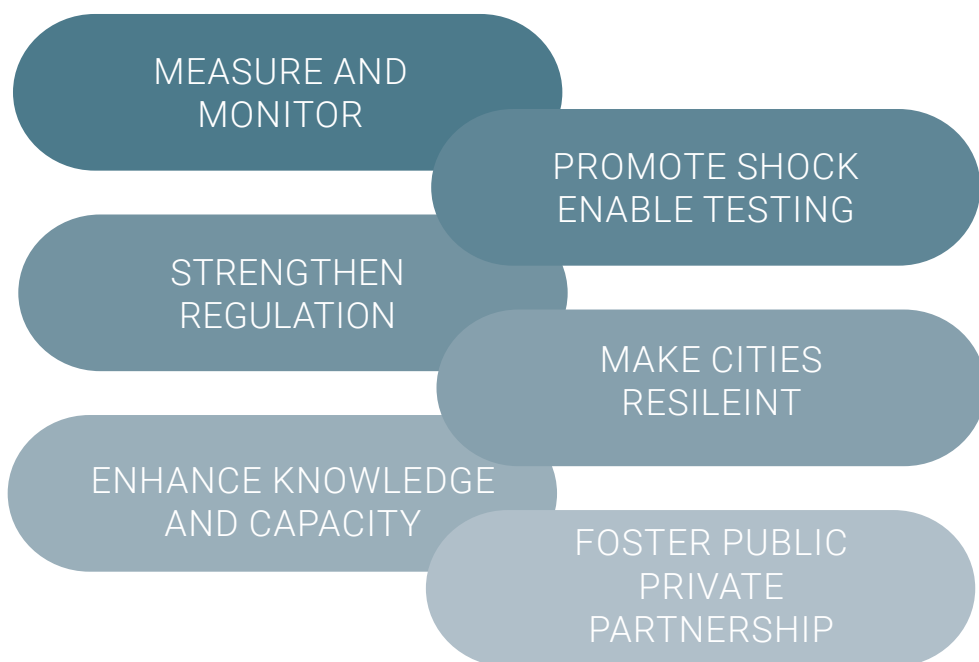 MEASURE AND
MONITOR
PROMOTE SHOCK
ENABLE TESTING
STRENGTHEN
REGULATION
MAKE CITIES
RESILEINT
ENHANCE KNOWLEDGE
AND CAPACITY
FOSTER PUBLIC
PRIVATE
PARTNERSHIP